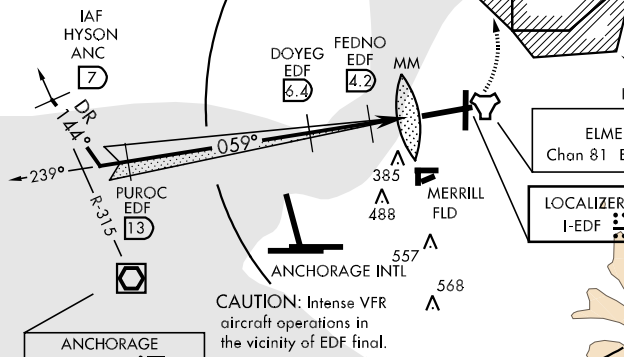 IAF
HYSON
ANC
7
DR
144°
239°
R-315
PUROC
EDF
13
059°
DOYEG
EDF
6.4
FEDNO
EDF
4.2
MM
385
488
MERRILL
FLD
557
568
ANCHORAGE INTL
CAUTION: Intense VFR
aircraft operations in
the vicinity of EDF final.
ELME
Chan 81
LOCALIZER
I-EDF
ANCHORAGE